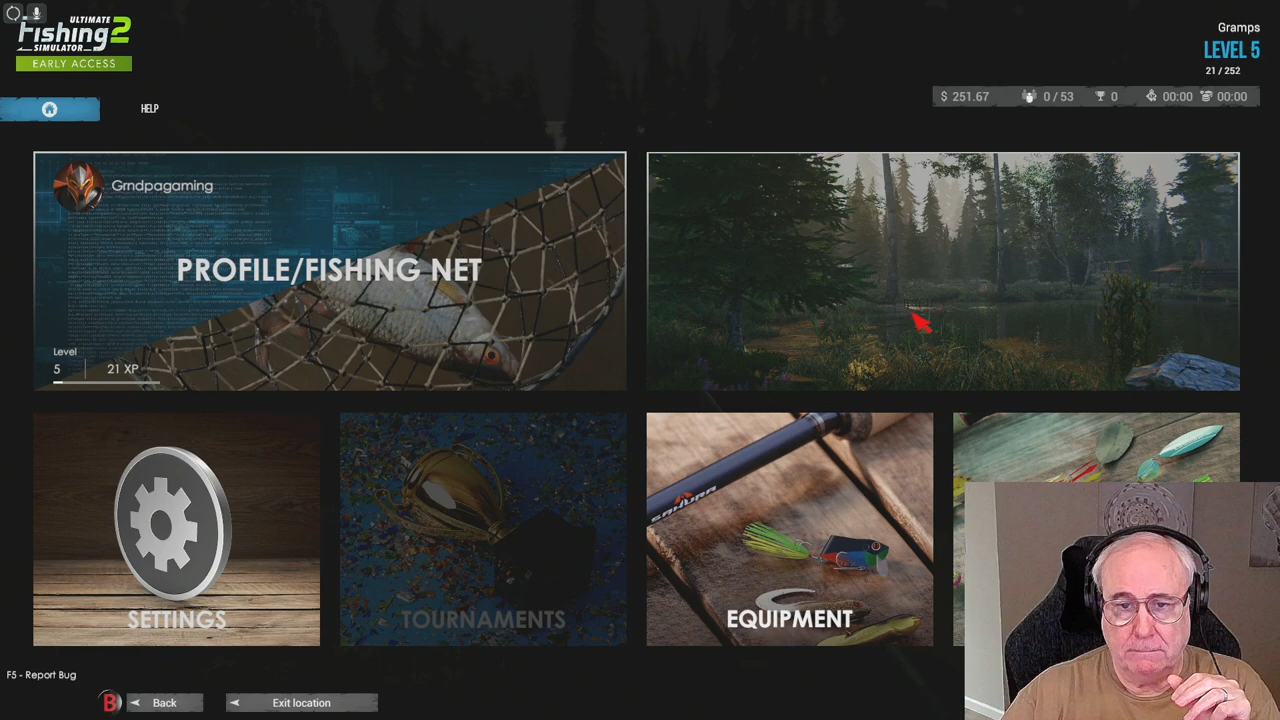 ULTIMATE
Fishing 2
SIMULATOR
EARLY ACCESS
Gramps
LEVEL 5
21 / 252
$ 251.67
0 / 53
0
00:00
00:00
HELP
Grndpagaming
PROFILE/FISHING NET
Level
5
21 XP
SETTINGS
TOURNAMENTS
SAKURA
EQUIPMENT
F5 - Report Bug
B
Back
Exit location